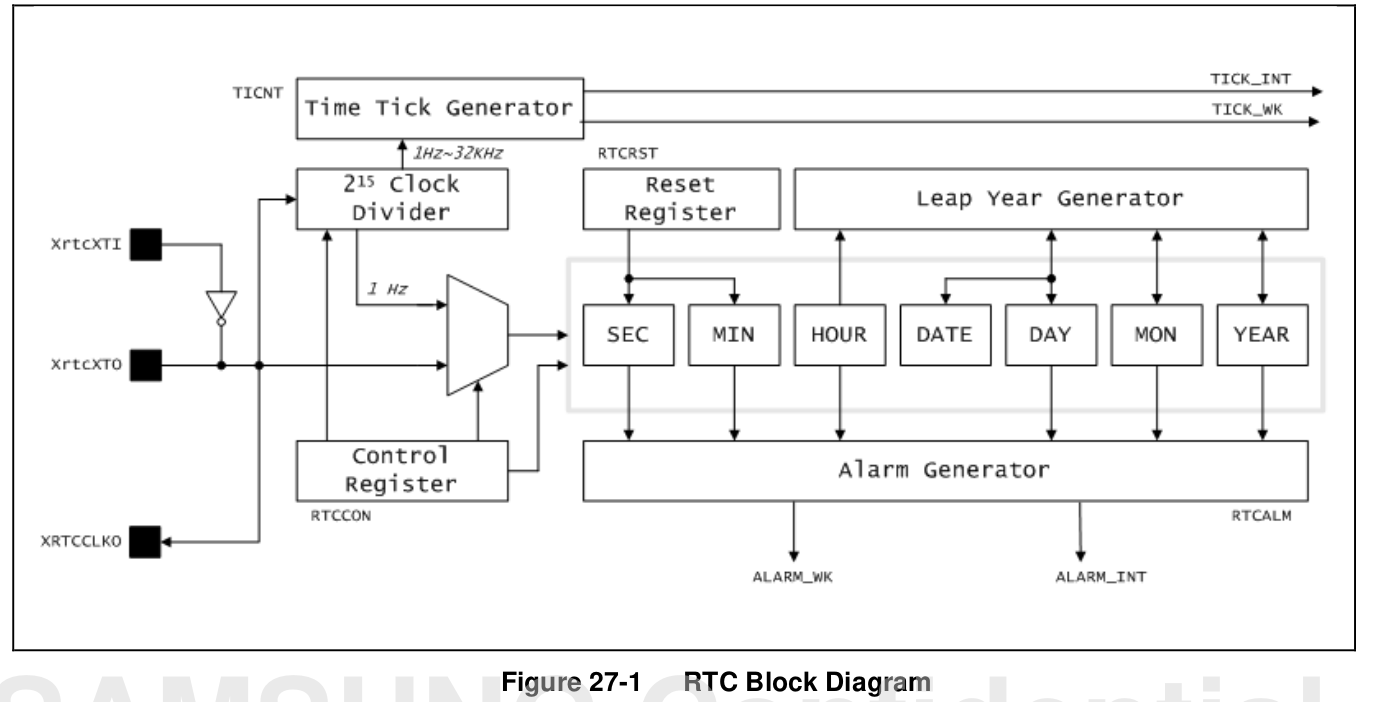 TICNT
Time Tick Generator
TICK_INT
TICK_WK
1Hz~32KHz
RTCRST
2¹⁵ Clock
Divider
Reset
Register
Leap Year Generator
XrtcXTI
1 Hz
SEC
MIN
HOUR
DATE
DAY
MON
YEAR
XrtcXTO
Control
Register
Alarm Generator
RTCCON
RTCALM
XRTCCLKO
ALARM_WK
ALARM_INT
Figure 27-1 RTC Block Diagram
SAMSUNG Confidential